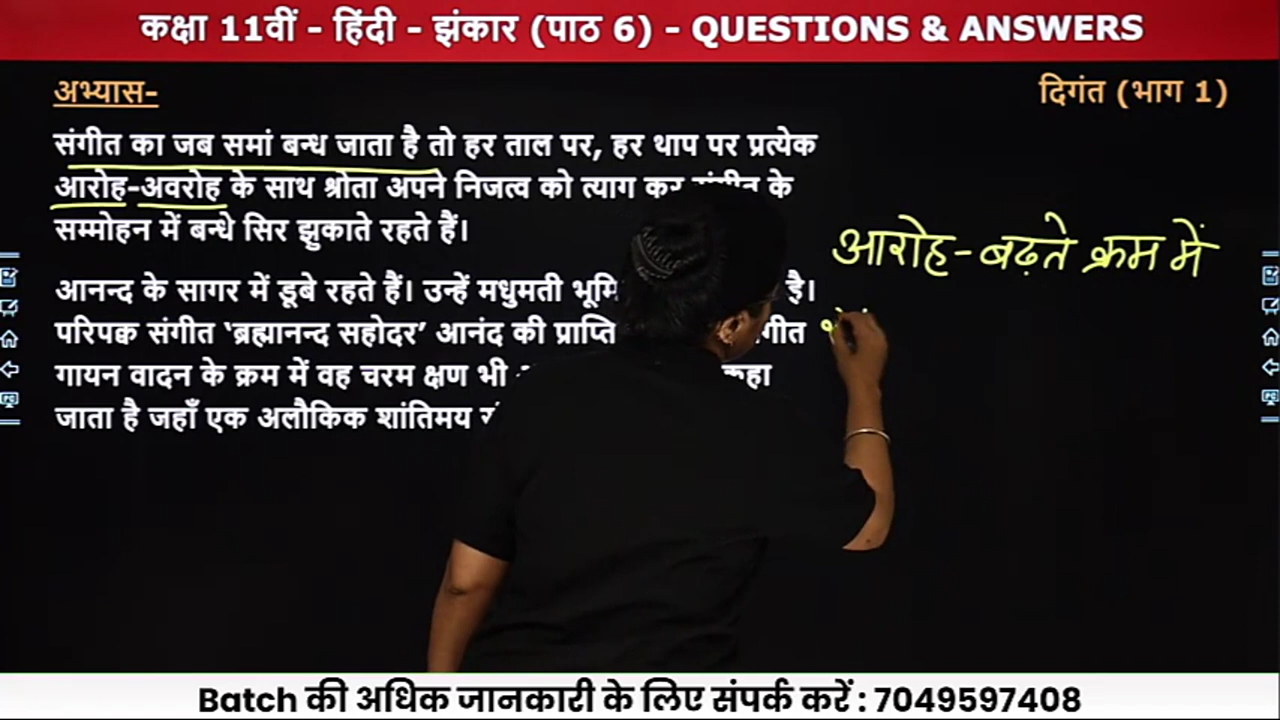 कक्षा 11वीं - हिंदी - झंकार (पाठ 6) - QUESTIONS & ANSWERS
अभ्यास-
दिगंत (भाग 1)
संगीत का जब समां बन्ध जाता है तो हर ताल पर, हर थाप पर प्रत्येक
आरोह-अवरोह के साथ श्रोता अपने निजत्व को त्याग कर संगीत के
सम्मोहन में बन्धे सिर झुकाते रहते हैं।
आरोह-बढ़ते क्रम में
आनन्द के सागर में डूबे रहते हैं। उन्हें मधुमती है।
परिपक्व संगीत ‘ब्रह्मानन्द सहोदर’ आनंद की प्राप्ति
गायन वादन के क्रम में वह चरम क्षण भी कहा
जाता है जहाँ एक अलौकिक शांतिमय
Batch की अधिक जानकारी के लिए संपर्क करें : 7049597408